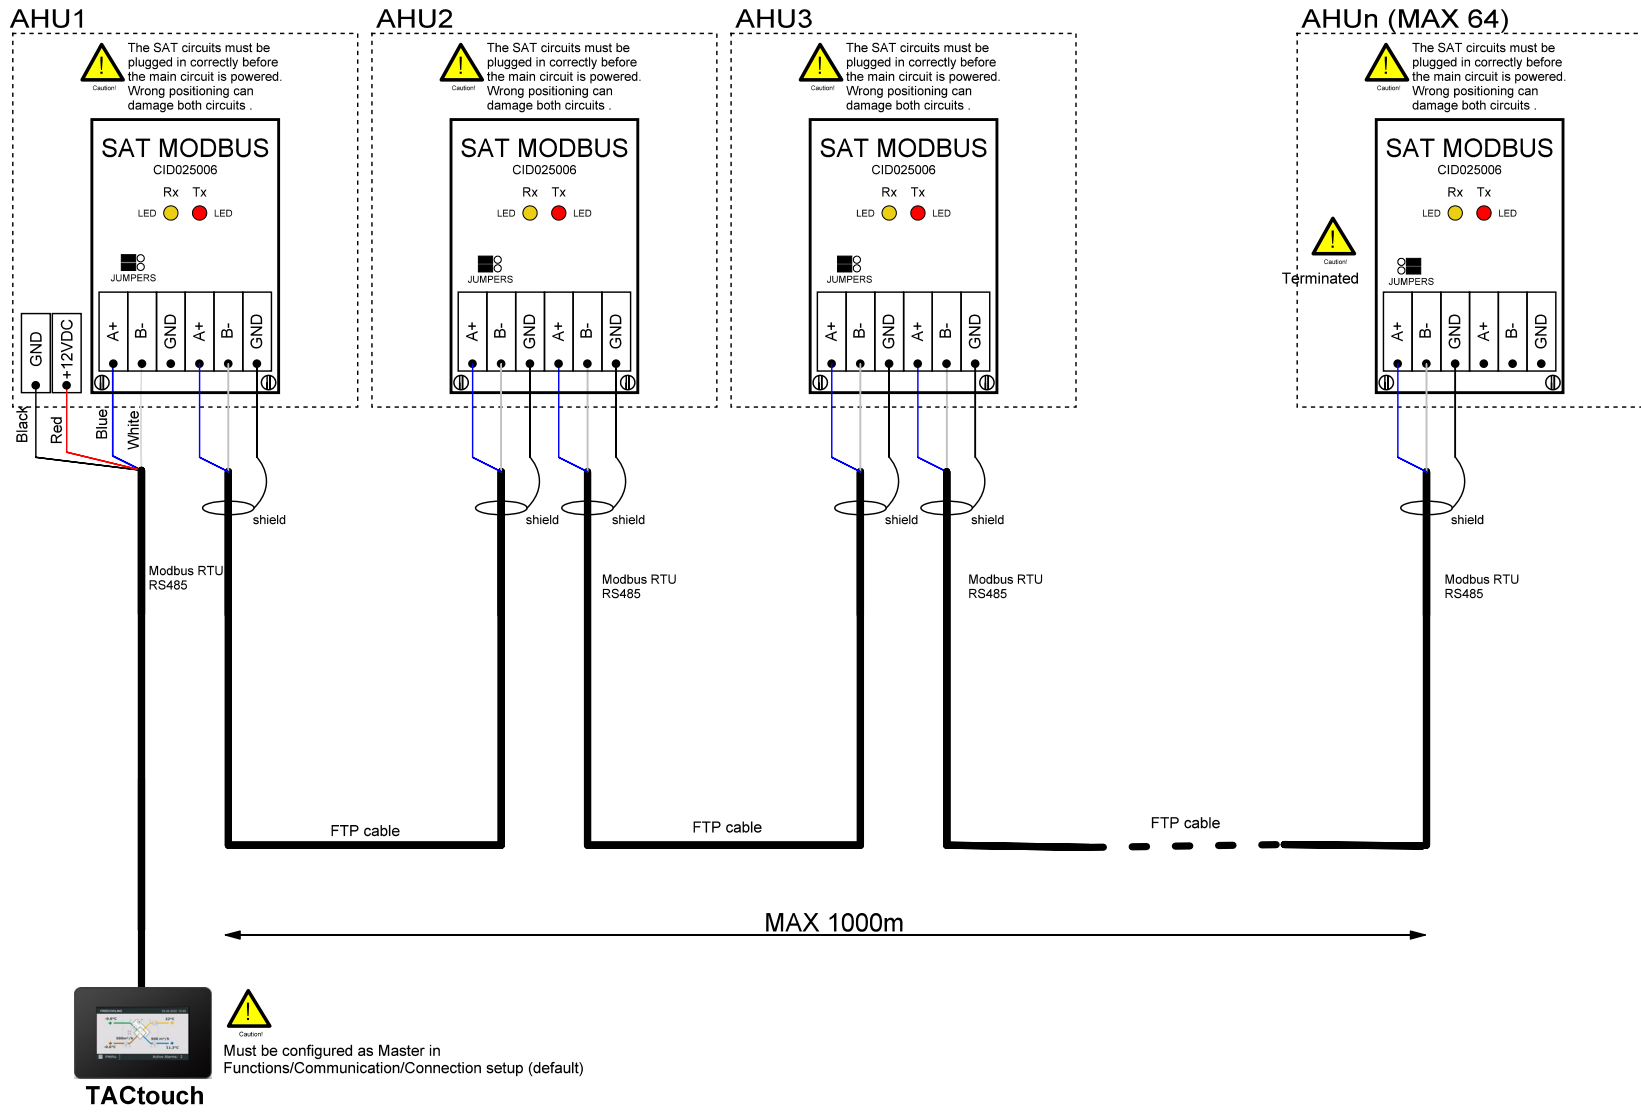 AHU1
AHU2
AHU3
AHUn (MAX 64)
Caution!
The SAT circuits must be
plugged in correctly before
the main circuit is powered.
Wrong positioning can
damage both circuits .
Caution!
The SAT circuits must be
plugged in correctly before
the main circuit is powered.
Wrong positioning can
damage both circuits .
Caution!
The SAT circuits must be
plugged in correctly before
the main circuit is powered.
Wrong positioning can
damage both circuits .
Caution!
The SAT circuits must be
plugged in correctly before
the main circuit is powered.
Wrong positioning can
damage both circuits .
SAT MODBUS
CID025006
Rx Tx
LED LED
JUMPERS
A+ B- GND A+ B- GND
GND +12VDC
Black Red Blue White
SAT MODBUS
CID025006
Rx Tx
LED LED
JUMPERS
A+ B- GND A+ B- GND
SAT MODBUS
CID025006
Rx Tx
LED LED
JUMPERS
A+ B- GND A+ B- GND
SAT MODBUS
CID025006
Rx Tx
LED LED
Caution!
Terminated
JUMPERS
A+ B- GND A+ B- GND
shield
shield
shield
shield
shield
shield
Modbus RTU
RS485
Modbus RTU
RS485
Modbus RTU
RS485
Modbus RTU
RS485
FTP cable
FTP cable
FTP cable
MAX 1000m
Caution!
Must be configured as Master in
Functions/Communication/Connection setup (default)
TACtouch